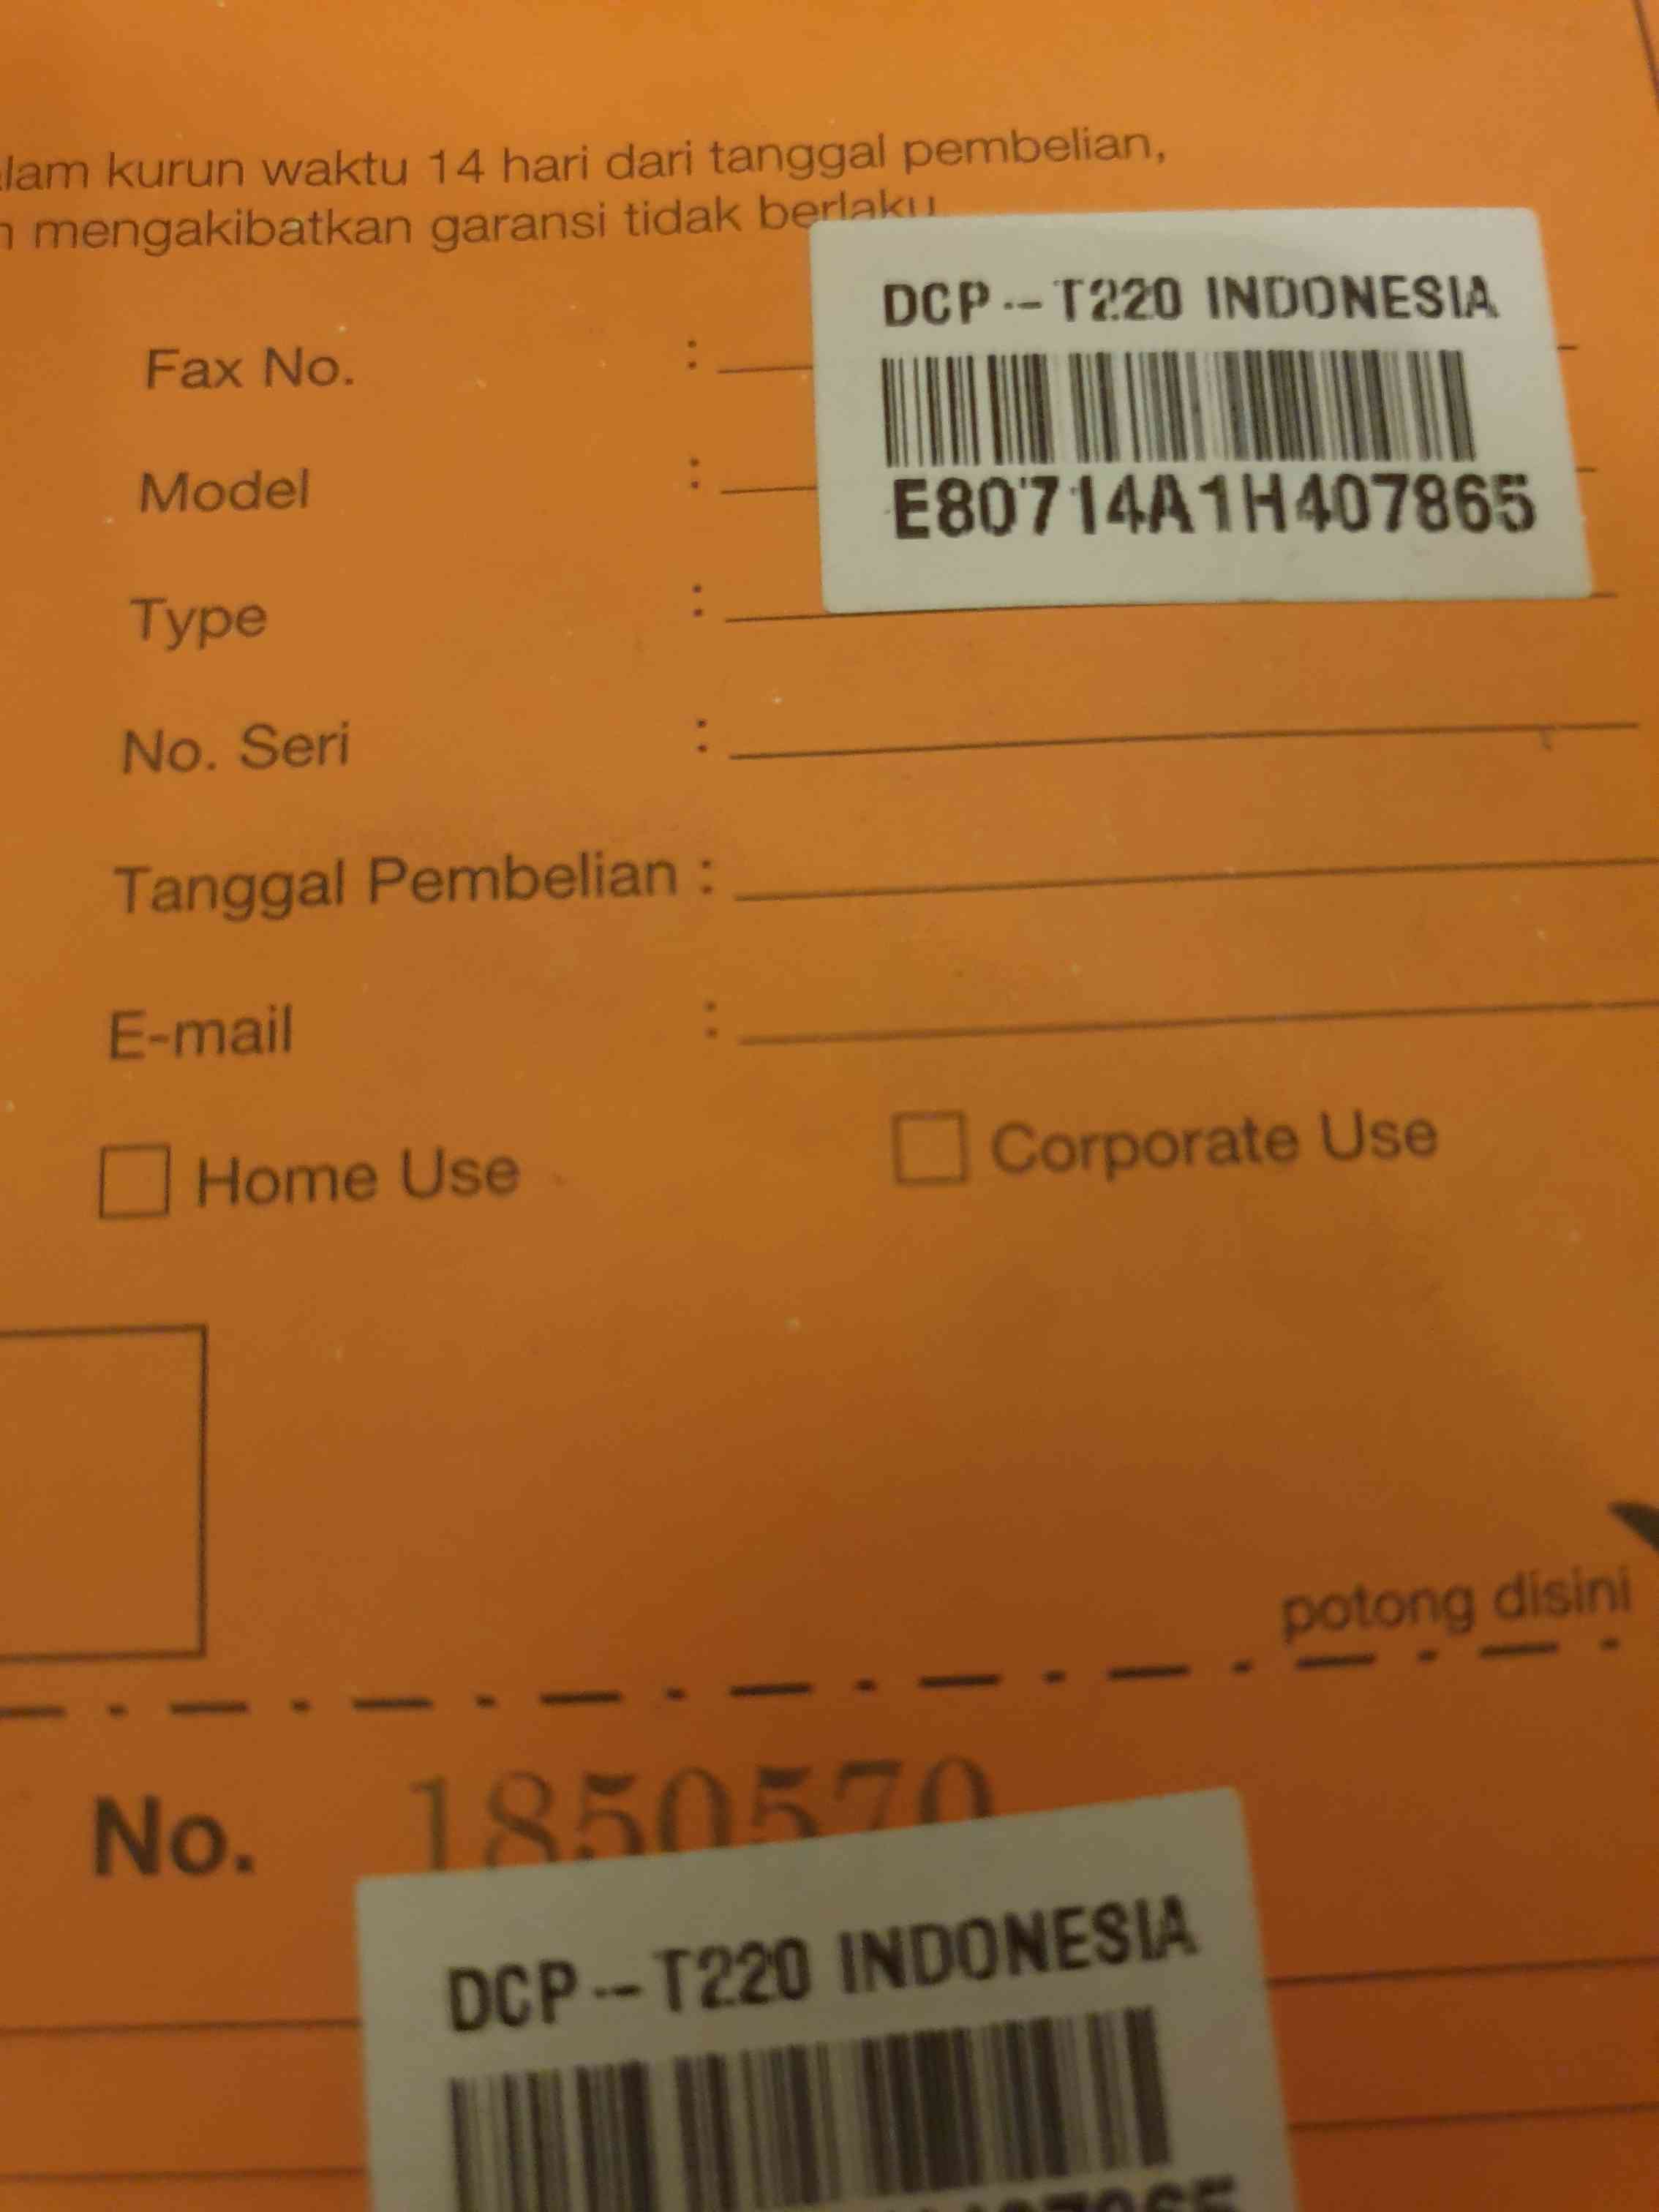 kurun waktu 14 hari dari tanggal pembelian,
mengakibatkan garansi tidak berlaku
DCP--T220 INDONESIA
Fax No. :
E80714A1H407865
Model :
Type :
No. Seri :
Tanggal Pembelian :
E-mail :
Home Use
Corporate Use
potong disini
No. 1850570
DCP--T220 INDONESIA